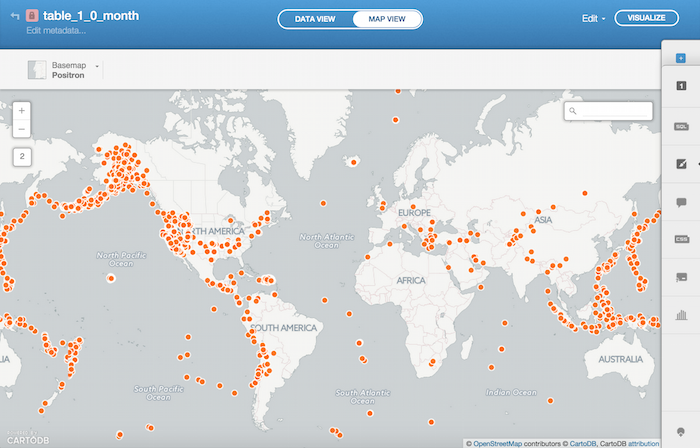 table_1_0_month
Edit metadata...
DATA VIEW
MAP VIEW
Edit
VISUALIZE
Basemap
Positron
+
−
2
1
SQL
CSS
NORTH AMERICA
EUROPE
ASIA
North Atlantic
Ocean
North Pacific
Ocean
AFRICA
SOUTH AMERICA
LIA
AUSTRALIA
South Pacific
Ocean
South Atlantic
Ocean
Indian Ocean
CARTODB
© OpenStreetMap contributors © CartoDB, CartoDB attribution